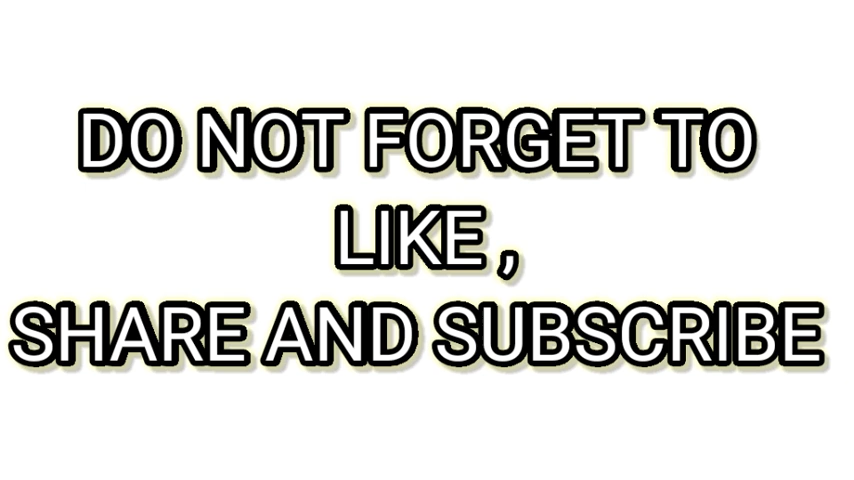 DO NOT FORGET TO
LIKE ,
SHARE AND SUBSCRIBE